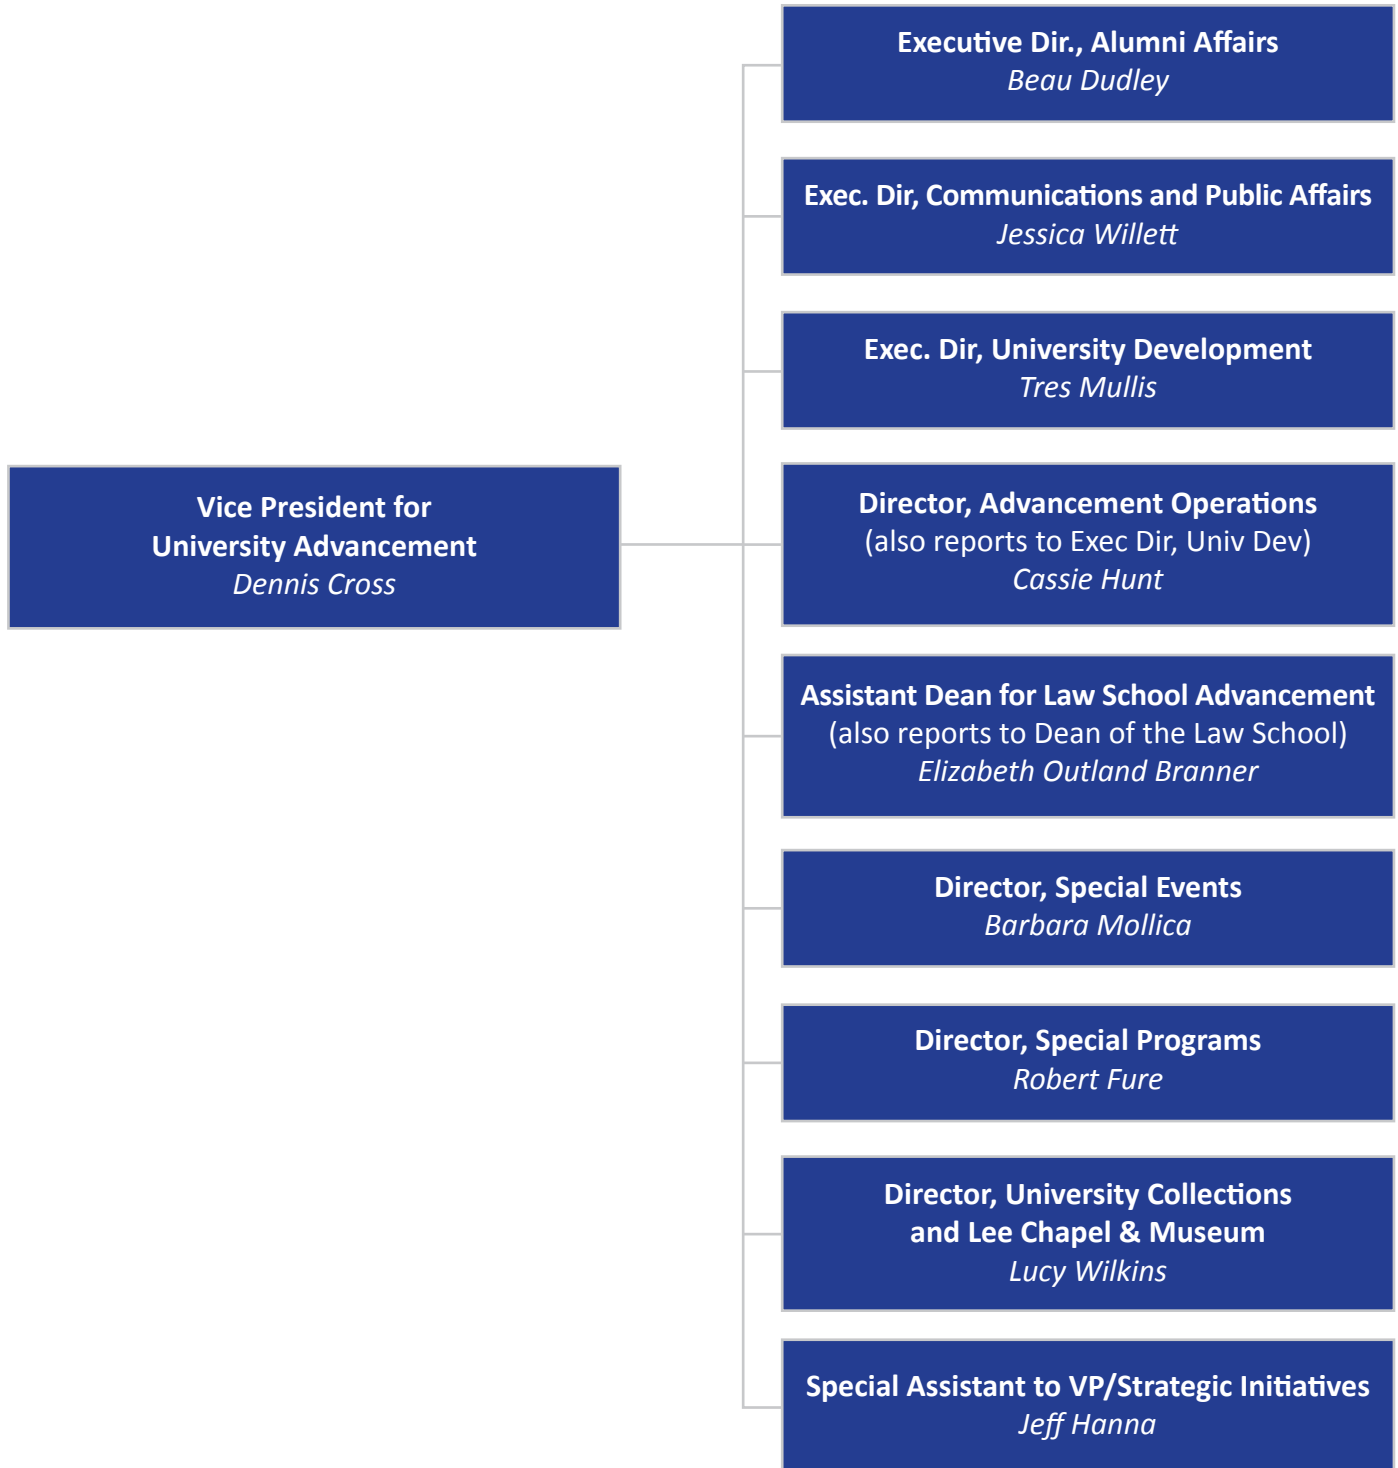 Executive Dir., Alumni Affairs
Beau Dudley
Exec. Dir, Communications and Public Affairs
Jessica Willett
Exec. Dir, University Development
Tres Mullis
Vice President for
University Advancement
Dennis Cross
Director, Advancement Operations
(also reports to Exec Dir, Univ Dev)
Cassie Hunt
Assistant Dean for Law School Advancement
(also reports to Dean of the Law School)
Elizabeth Outland Branner
Director, Special Events
Barbara Mollica
Director, Special Programs
Robert Fure
Director, University Collections
and Lee Chapel & Museum
Lucy Wilkins
Special Assistant to VP/Strategic Initiatives
Jeff Hanna